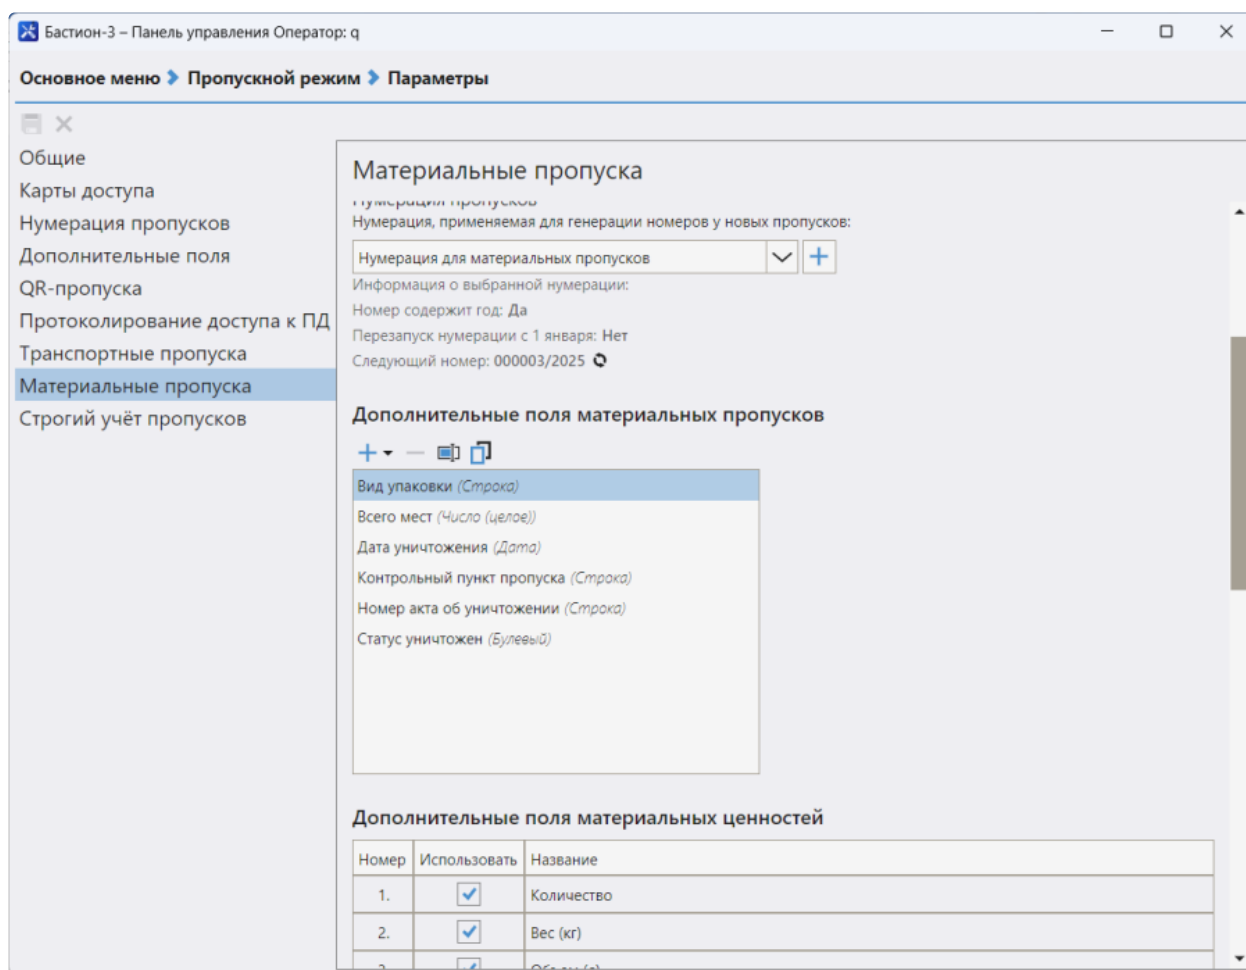 Бастион-3 – Панель управления Оператор: q
Основное меню Пропускной режим Параметры
Общие
Карты доступа
Нумерация пропусков
Дополнительные поля
QR-пропуска
Протоколирование доступа к ПД
Транспортные пропуска
Материальные пропуска
Строгий учёт пропусков
Материальные пропуска
Нумерация пропусков
Нумерация, применяемая для генерации номеров у новых пропусков:
Нумерация для материальных пропусков
Информация о выбранной нумерации:
Номер содержит год: Да
Перезапуск нумерации с 1 января: Нет
Следующий номер: 000003/2025
Дополнительные поля материальных пропусков
Вид упаковки (Строка)
Всего мест (Число (целое))
Дата уничтожения (Дата)
Контрольный пункт пропуска (Строка)
Номер акта об уничтожении (Строка)
Статус уничтожен (Булевый)
Дополнительные поля материальных ценностей
Номер Использовать Название
1. Количество
2. Вес (кг)